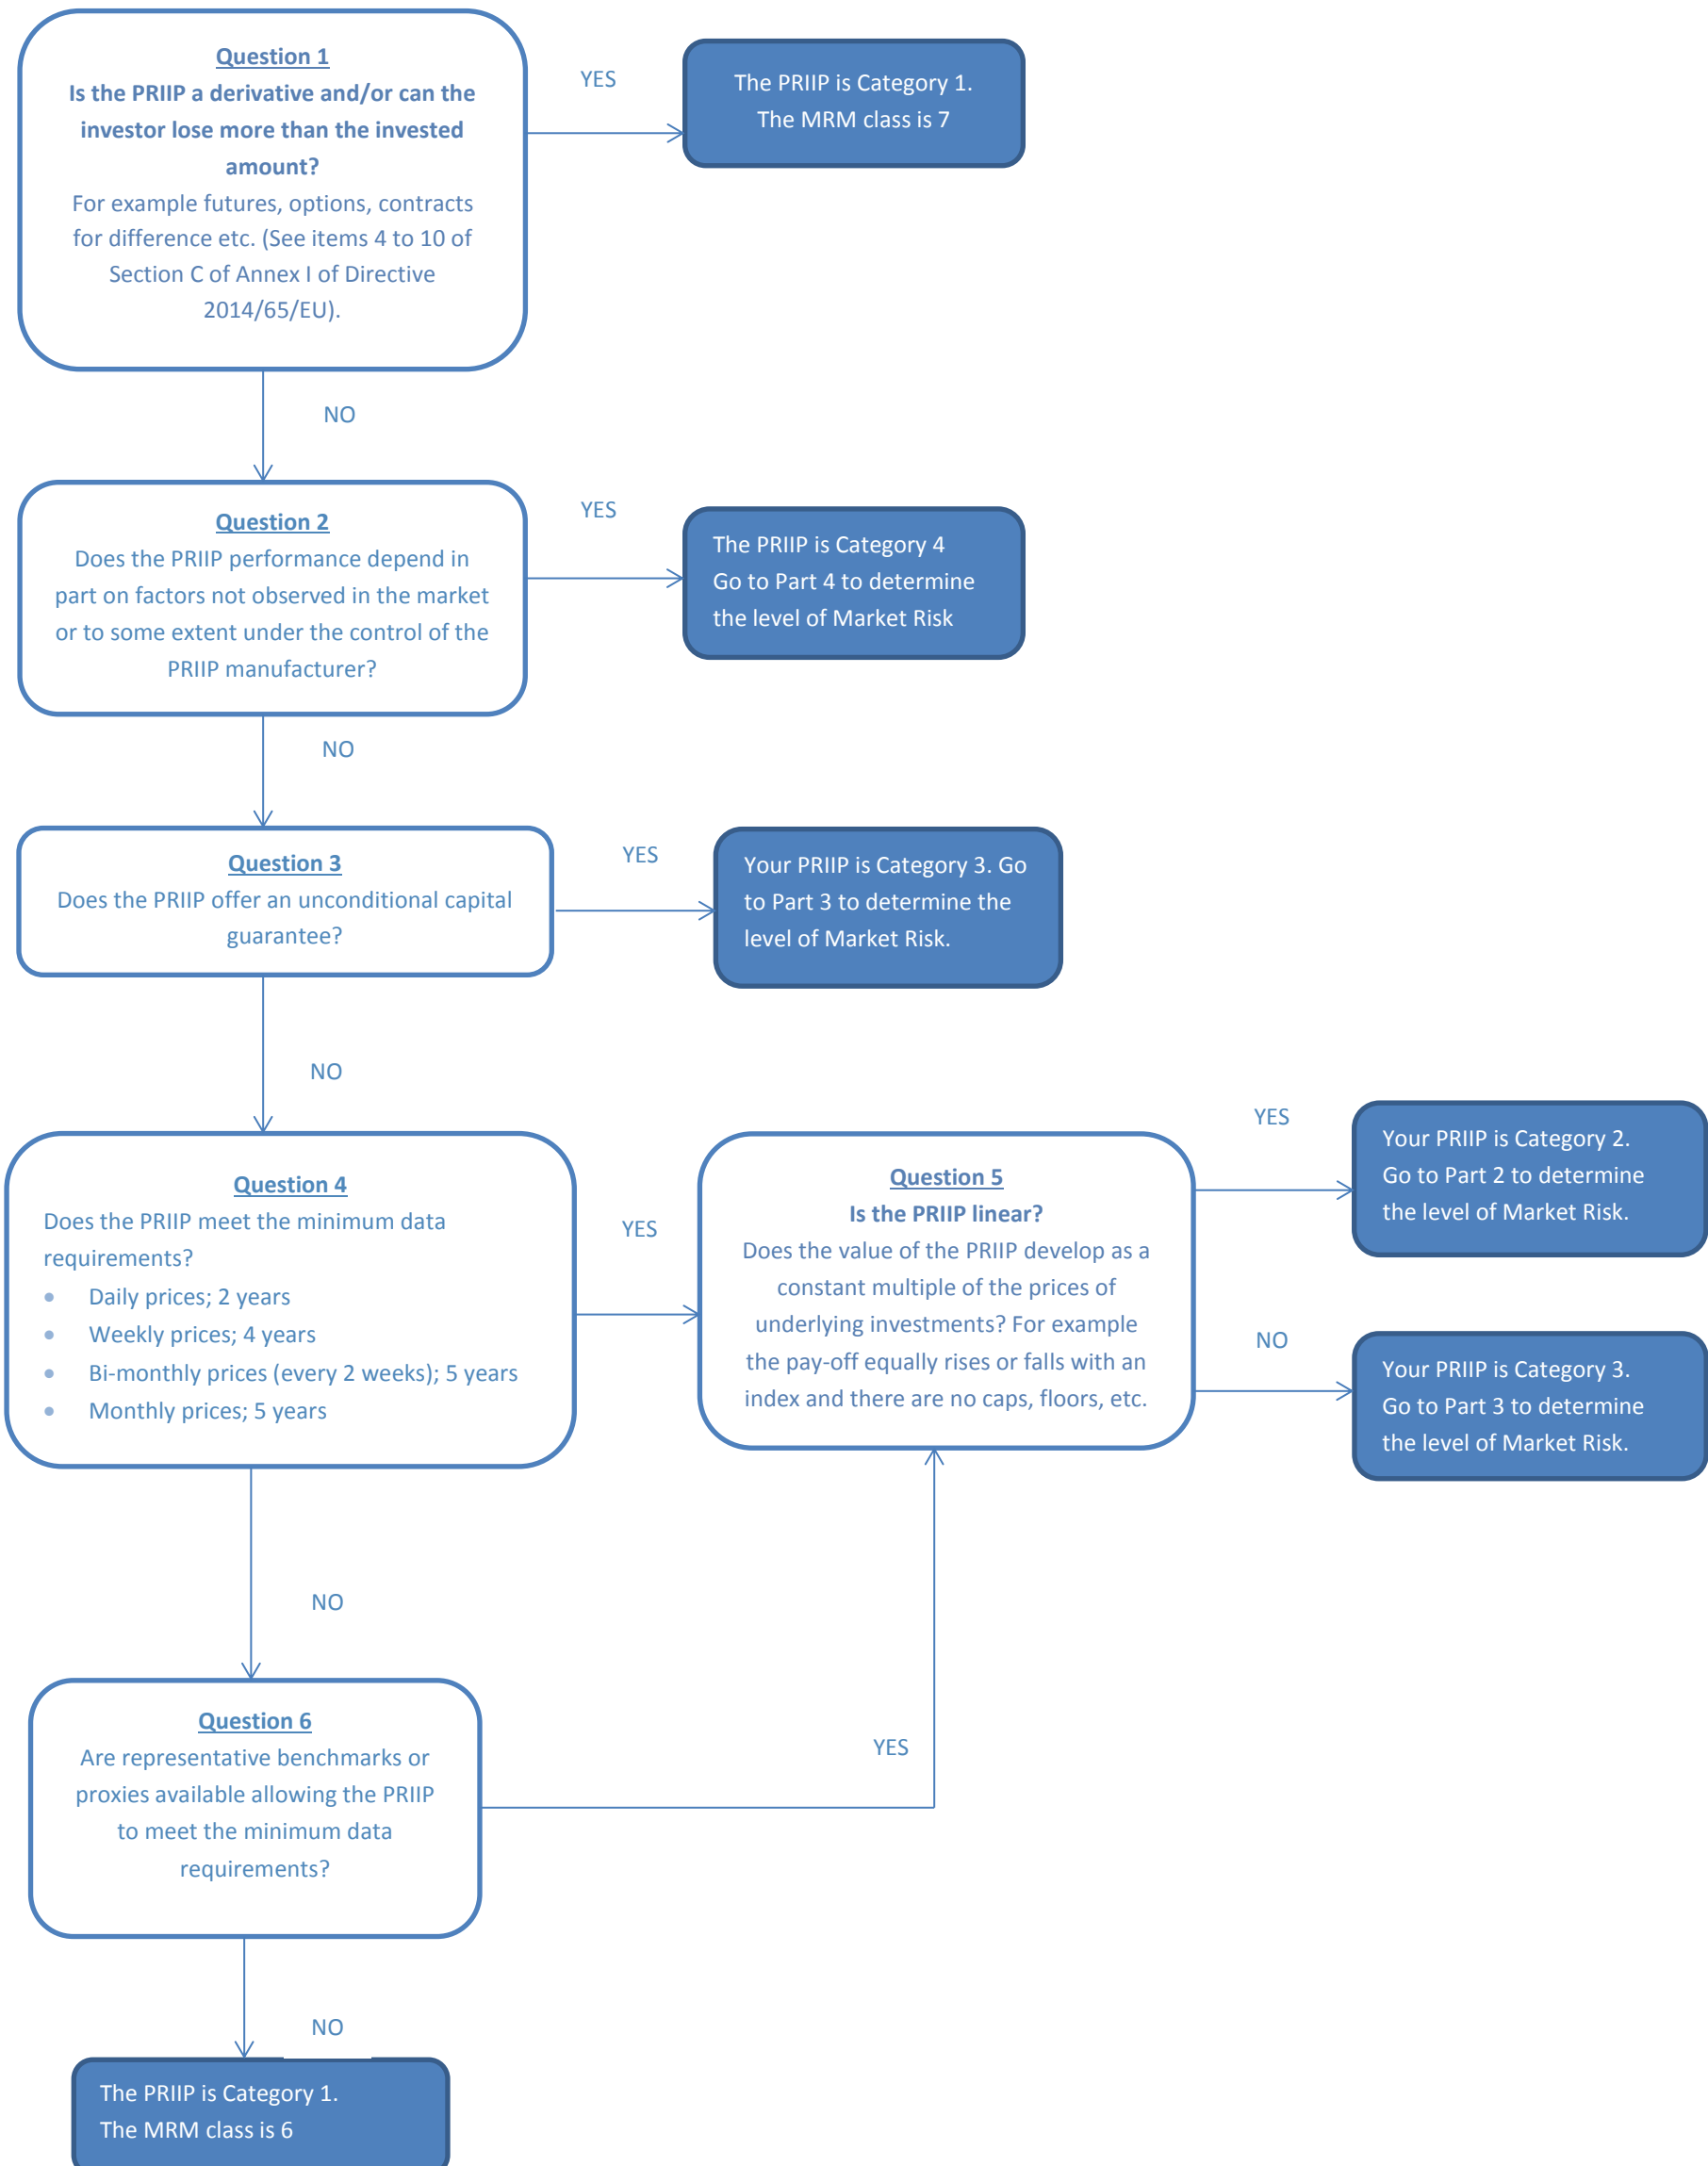 Question 1
Is the PRIIP a derivative and/or can the
investor lose more than the invested
amount?
For example futures, options, contracts
for difference etc. (See items 4 to 10 of
Section C of Annex I of Directive
2014/65/EU).
YES
The PRIIP is Category 1.
The MRM class is 7
NO
Question 2
Does the PRIIP performance depend in
part on factors not observed in the market
or to some extent under the control of the
PRIIP manufacturer?
YES
The PRIIP is Category 4
Go to Part 4 to determine
the level of Market Risk
NO
Question 3
Does the PRIIP offer an unconditional capital
guarantee?
YES
Your PRIIP is Category 3. Go
to Part 3 to determine the
level of Market Risk.
NO
Question 4
Does the PRIIP meet the minimum data
requirements?
• Daily prices; 2 years
• Weekly prices; 4 years
• Bi-monthly prices (every 2 weeks); 5 years
• Monthly prices; 5 years
YES
Question 5
Is the PRIIP linear?
Does the value of the PRIIP develop as a
constant multiple of the prices of
underlying investments? For example
the pay-off equally rises or falls with an
index and there are no caps, floors, etc.
YES
Your PRIIP is Category 2.
Go to Part 2 to determine
the level of Market Risk.
NO
Your PRIIP is Category 3.
Go to Part 3 to determine
the level of Market Risk.
NO
Question 6
Are representative benchmarks or
proxies available allowing the PRIIP
to meet the minimum data
requirements?
YES
NO
The PRIIP is Category 1.
The MRM class is 6